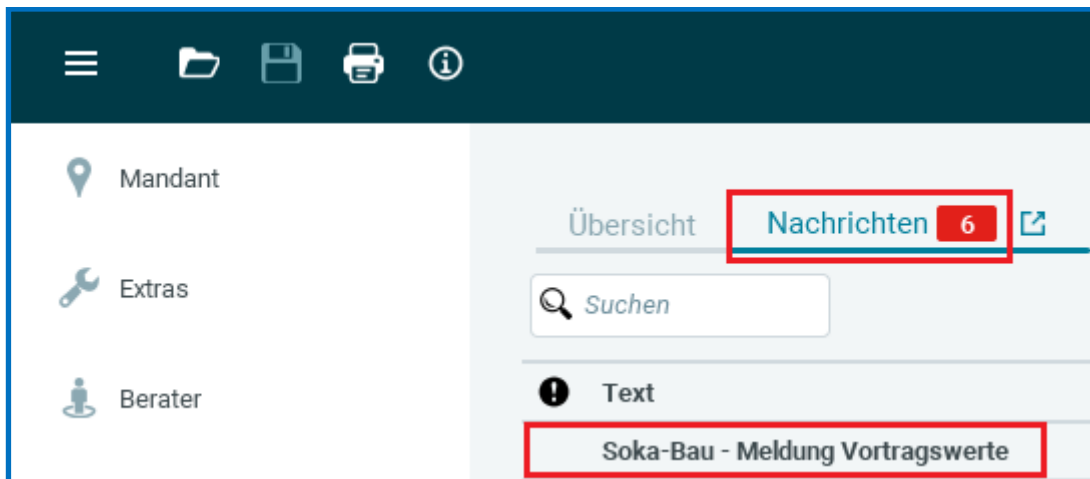 Mandant
Extras
Berater
Übersicht Nachrichten 6
Suchen
Text
Soka-Bau - Meldung Vortragswerte